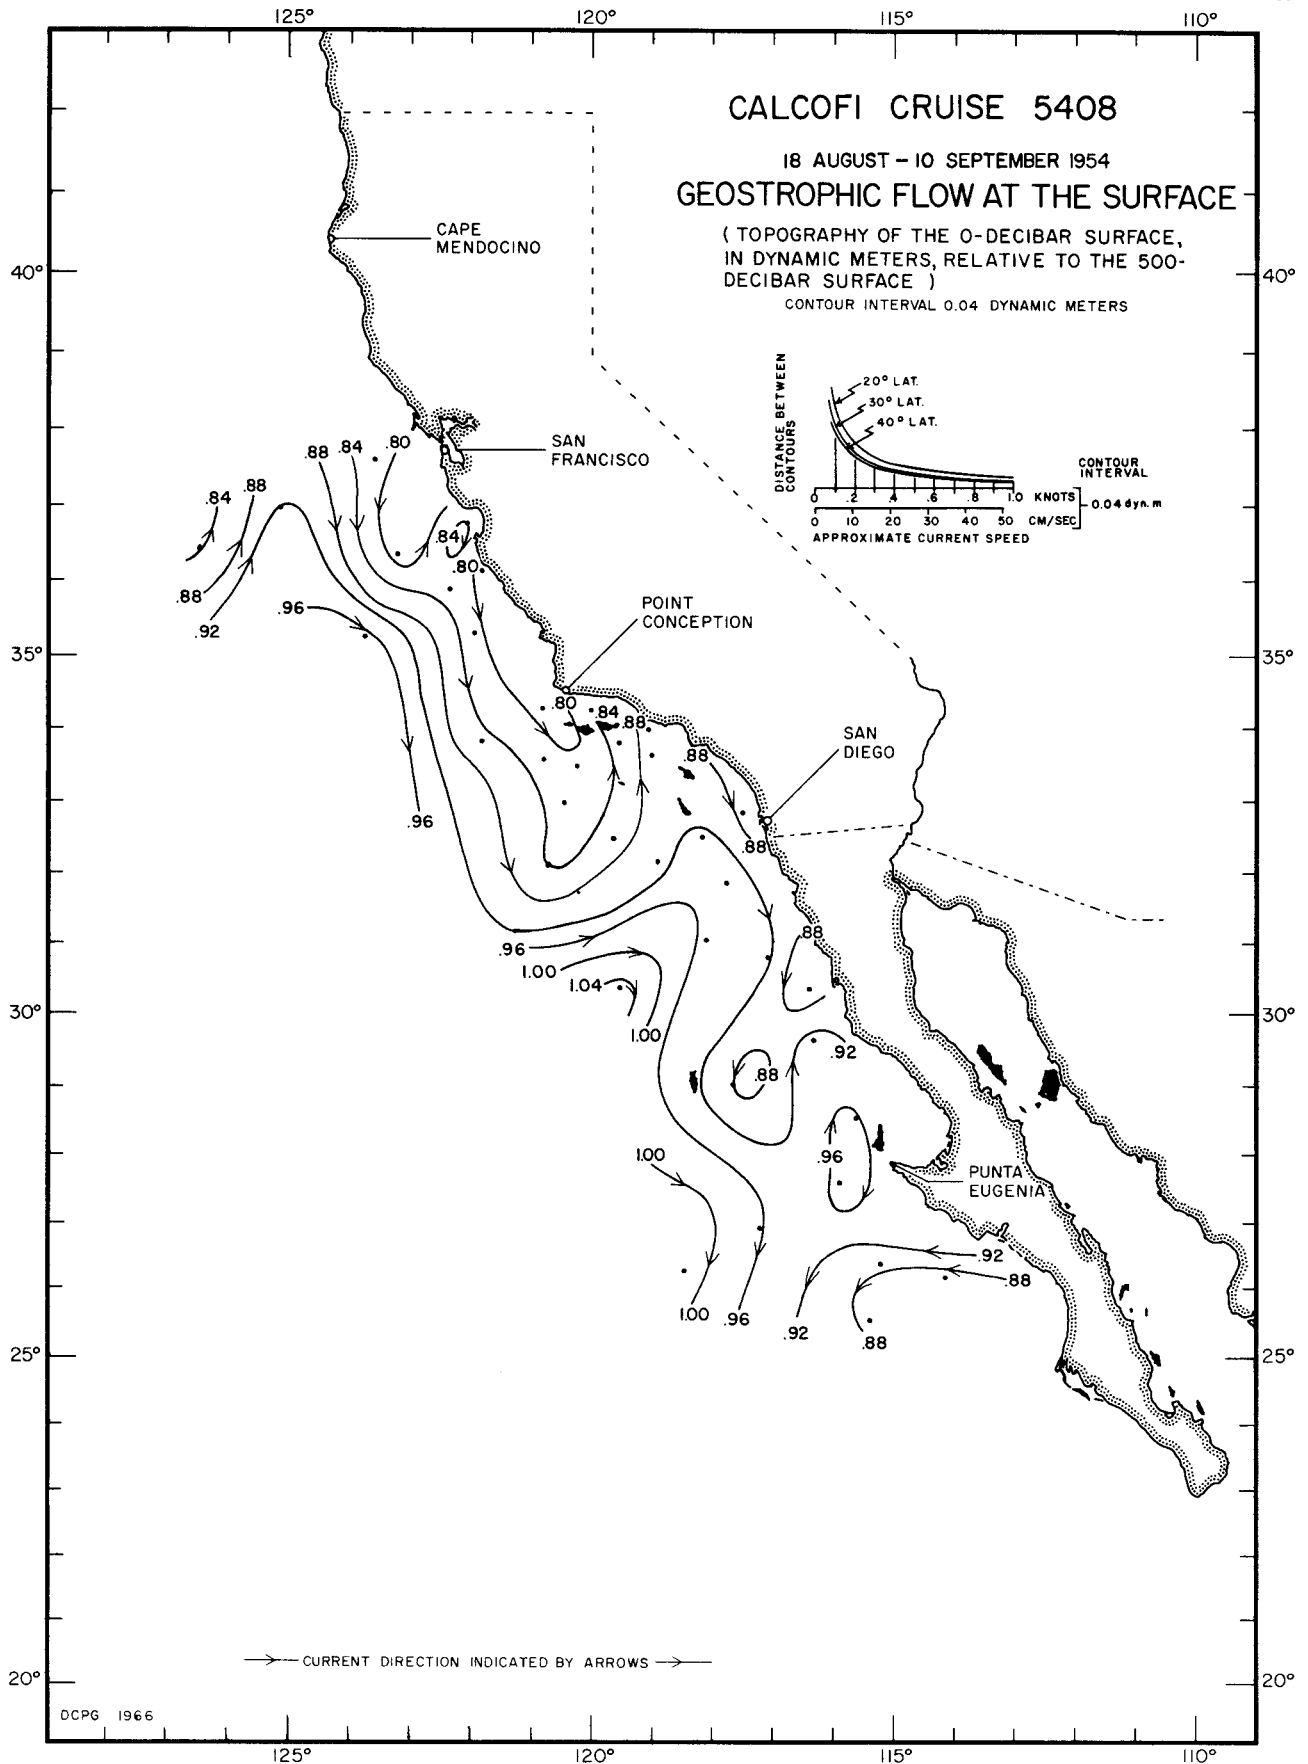 125°
120°
115°
110°
CALCOFI CRUISE 5408
18 AUGUST – 10 SEPTEMBER 1954
GEOSTROPHIC FLOW AT THE SURFACE
( TOPOGRAPHY OF THE 0-DECIBAR SURFACE,
IN DYNAMIC METERS, RELATIVE TO THE 500-
DECIBAR SURFACE )
CONTOUR INTERVAL 0.04 DYNAMIC METERS
CAPE
MENDOCINO
40°
40°
DISTANCE BETWEEN
CONTOURS
20° LAT.
30° LAT.
40° LAT.
CONTOUR
INTERVAL
0 .2 .4 .6 .8 1.0 KNOTS
0.04 dyn. m
0 10 20 30 40 50 CM/SEC
APPROXIMATE CURRENT SPEED
SAN
FRANCISCO
.88
.84
.80
.84
.88
.84
.80
.88
.92
.96
POINT
CONCEPTION
35°
35°
.80
.84
.88
SAN
DIEGO
.88
.96
.88
.88
.96
1.00
1.04
1.00
30°
30°
.92
.88
1.00
.96
PUNTA
EUGENIA
.92
.88
1.00
.96
.92
.88
25°
25°
CURRENT DIRECTION INDICATED BY ARROWS
20°
20°
DCPG 1966
125°
120°
115°
110°